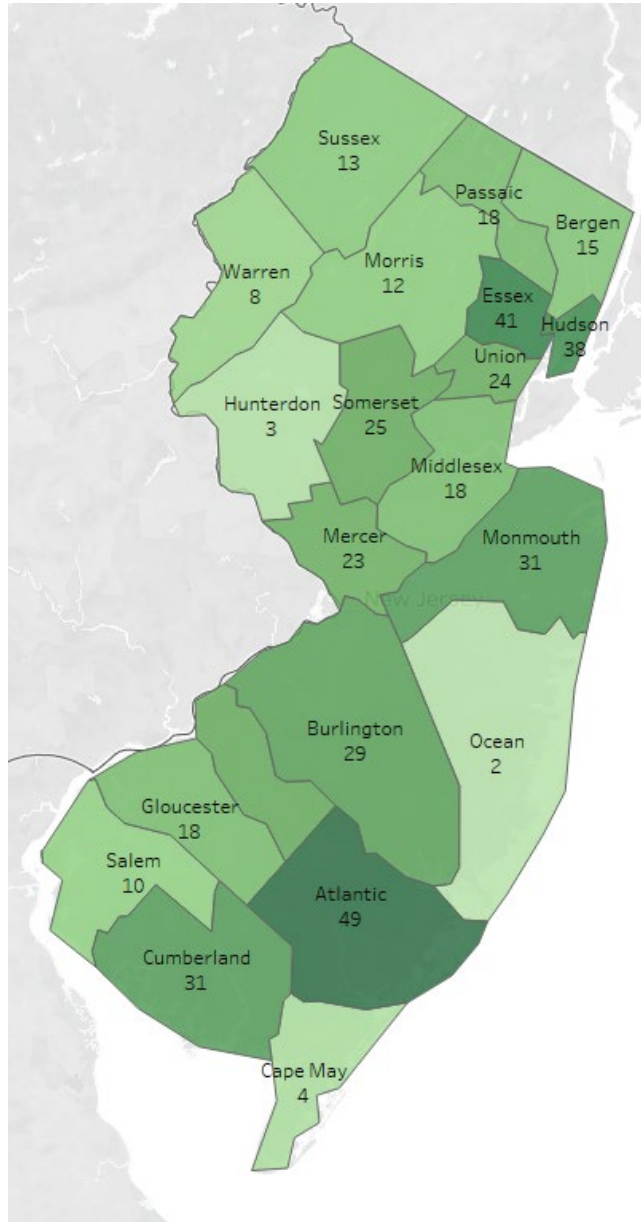 Sussex
13
Passaic
18
Bergen
15
Warren
8
Morris
12
Essex
41
Hudson
38
Union
24
Hunterdon
3
Somerset
25
Middlesex
18
Mercer
23
Monmouth
31
New Jersey
Burlington
29
Ocean
2
Gloucester
18
Salem
10
Atlantic
49
Cumberland
31
Cape May
4